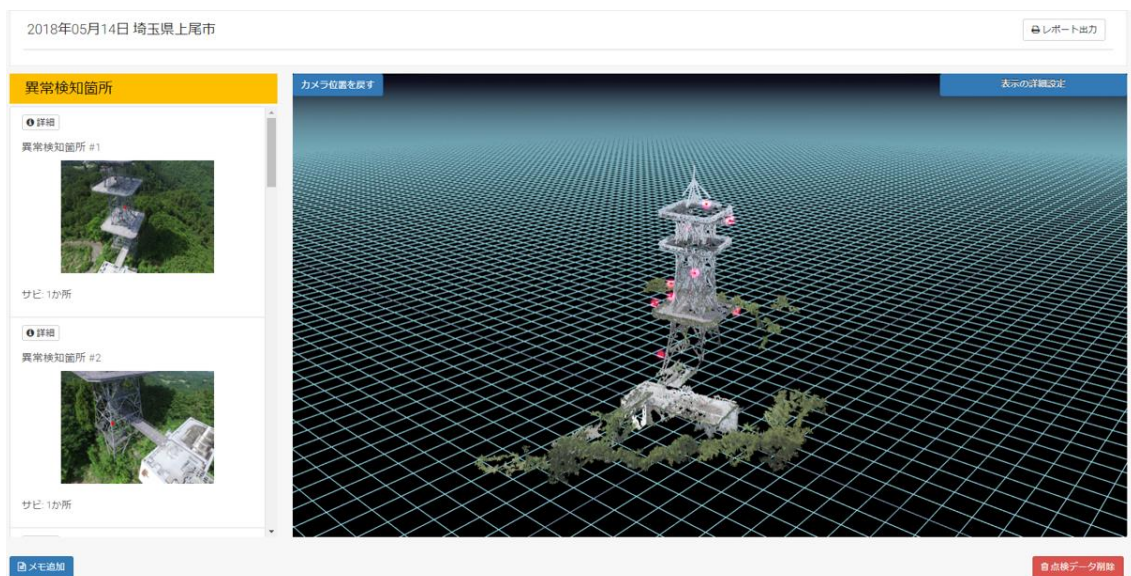 2018年05月14日 埼玉県上尾市
レポート出力
異常検知箇所
カメラ位置を戻す
表示の詳細設定
詳細
異常検知箇所 #1
サビ: 1か所
詳細
異常検知箇所 #2
サビ: 1か所
メモ追加
点検データ削除